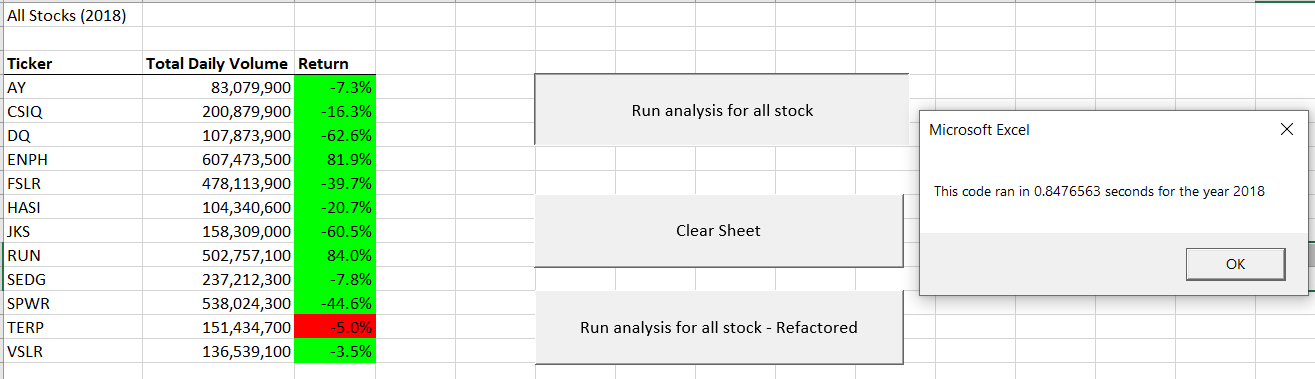 All Stocks (2018)
Ticker Total Daily Volume Return
AY 83,079,900 -7.3%
CSIQ 200,879,900 -16.3%
DQ 107,873,900 -62.6%
ENPH 607,473,500 81.9%
FSLR 478,113,900 -39.7%
HASI 104,340,600 -20.7%
JKS 158,309,000 -60.5%
RUN 502,757,100 84.0%
SEDG 237,212,300 -7.8%
SPWR 538,024,300 -44.6%
TERP 151,434,700 -5.0%
VSLR 136,539,100 -3.5%
Run analysis for all stock
Clear Sheet
Run analysis for all stock - Refactored
Microsoft Excel
This code ran in 0.8476563 seconds for the year 2018
OK